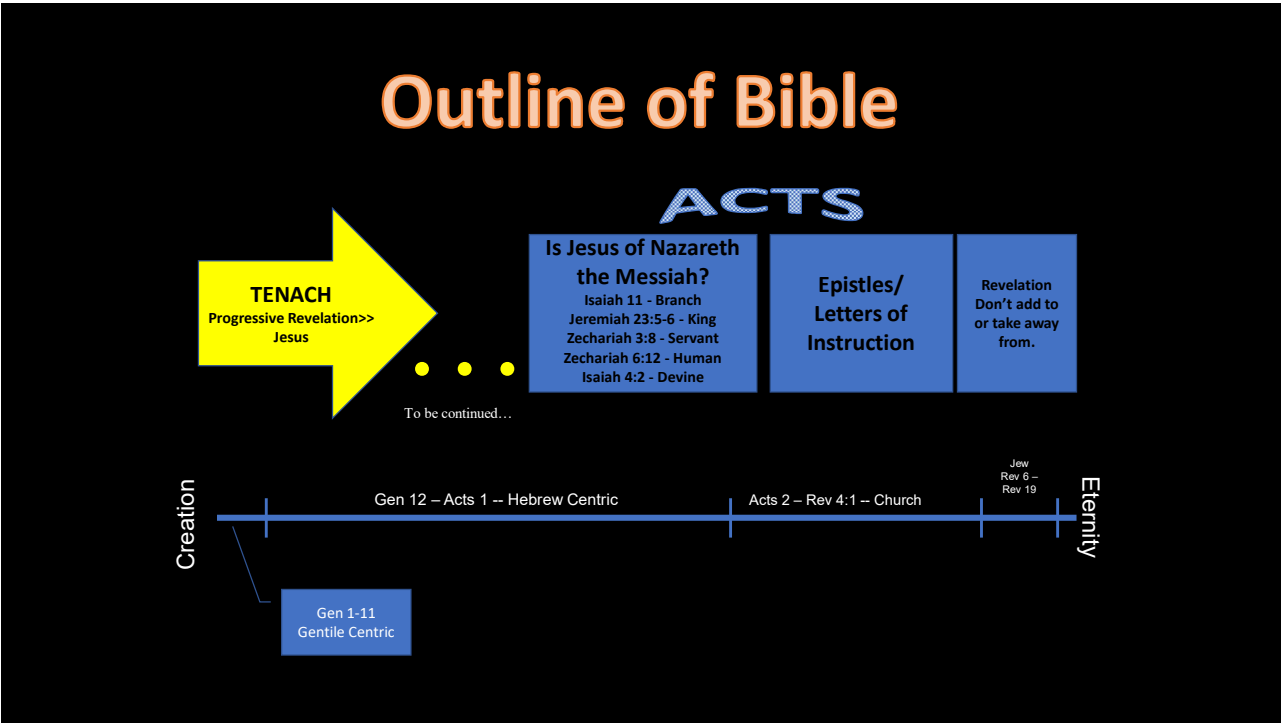 Outline of Bible
ACTS
TENACH
Progressive Revelation>>
Jesus
To be continued…
Is Jesus of Nazareth
the Messiah?
Isaiah 11 - Branch
Jeremiah 23:5-6 - King
Zechariah 3:8 - Servant
Zechariah 6:12 - Human
Isaiah 4:2 - Devine
Epistles/
Letters of
Instruction
Revelation
Don’t add to
or take away
from.
Creation
Gen 12 – Acts 1 -- Hebrew Centric
Acts 2 – Rev 4:1 -- Church
Jew
Rev 6 –
Rev 19
Eternity
Gen 1-11
Gentile Centric